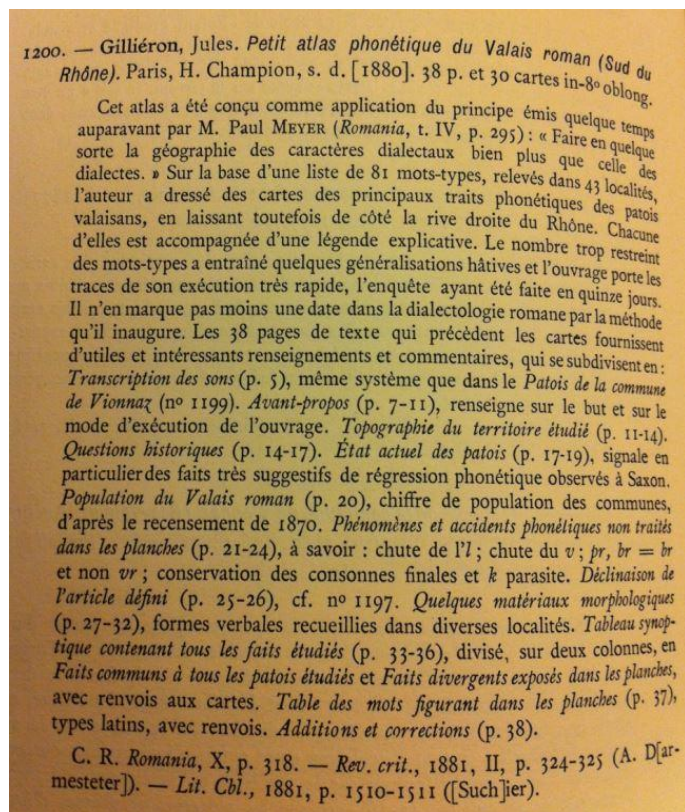 1200. — Gilliéron, Jules. Petit atlas phonétique du Valais roman (Sud du
Rhône). Paris, H. Champion, s. d. [1880]. 38 p. et 30 cartes in-8º oblong.
Cet atlas a été conçu comme application du principe émis quelque temps
auparavant par M. Paul MEYER (Romania, t. IV, p. 295) : « Faire en quelque
sorte la géographie des caractères dialectaux bien plus que celle des
dialectes. » Sur la base d'une liste de 81 mots-types, relevés dans 43 localités,
l'auteur a dressé des cartes des principaux traits phonétiques des patois
valaisans, en laissant toutefois de côté la rive droite du Rhône. Chacune
d'elles est accompagnée d'une légende explicative. Le nombre trop restreint
des mots-types a entraîné quelques généralisations hâtives et l'ouvrage porte les
traces de son exécution très rapide, l'enquête ayant été faite en quinze jours.
Il n'en marque pas moins une date dans la dialectologie romane par la méthode
qu'il inaugure. Les 38 pages de texte qui précèdent les cartes fournissent
d'utiles et intéressants renseignements et commentaires, qui se subdivisent en :
Transcription des sons (p. 5), même système que dans le Patois de la commune
de Vionnaz (nº 1199). Avant-propos (p. 7-11), renseigne sur le but et sur le
mode d'exécution de l'ouvrage. Topographie du territoire étudié (p. 11-14).
Questions historiques (p. 14-17). État actuel des patois (p. 17-19), signale en
particulier des faits très suggestifs de régression phonétique observés à Saxon.
Population du Valais roman (p. 20), chiffre de population des communes,
d'après le recensement de 1870. Phénomènes et accidents phonétiques non traités
dans les planches (p. 21-24), à savoir : chute de l'l ; chute du v ; pr, br = br
et non vr ; conservation des consonnes finales et k parasite. Déclinaison de
l'article défini (p. 25-26), cf. nº 1197. Quelques matériaux morphologiques
(p. 27-32), formes verbales recueillies dans diverses localités. Tableau synop-
tique contenant tous les faits étudiés (p. 33-36), divisé, sur deux colonnes, en
Faits communs à tous les patois étudiés et Faits divergents exposés dans les planches,
avec renvois aux cartes. Table des mots figurant dans les planches (p. 37),
types latins, avec renvois. Additions et corrections (p. 38).
C. R. Romania, X, p. 318. — Rev. crit., 1881, II, p. 324-325 (A. D[ar-
mesteter]). — Lit. Cbl., 1881, p. 1510-1511 ([Such]ier).